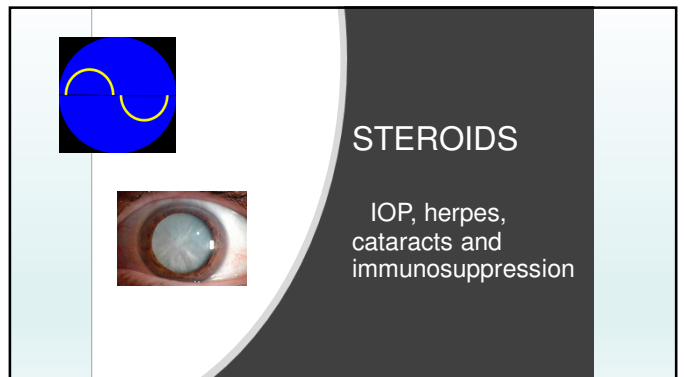 STEROIDS
IOP, herpes,
cataracts and
immunosuppression